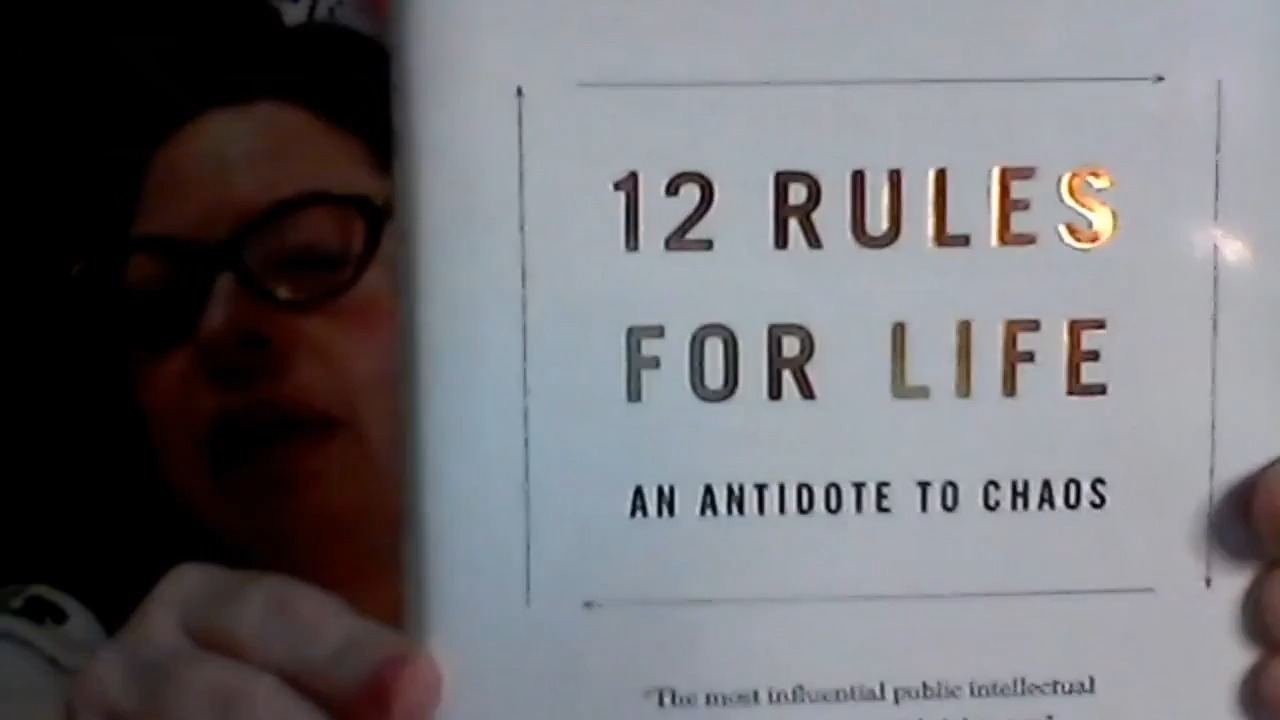 12 RULES
FOR LIFE
AN ANTIDOTE TO CHAOS
"The most influential public intellectual